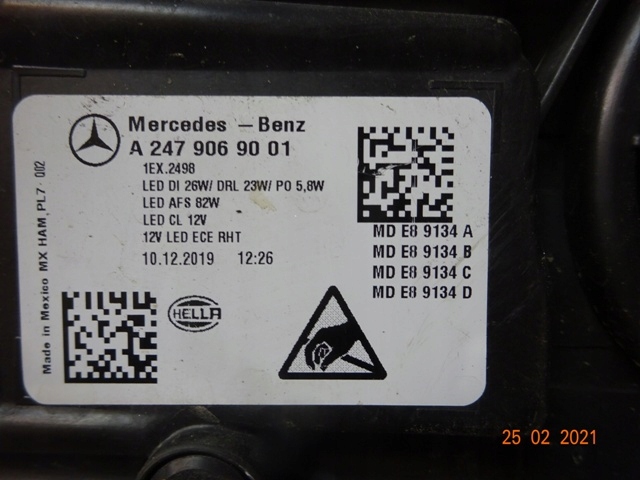 Mercedes - Benz
A 247 906 90 01
1EX.2498
LED DI 26W/ DRL 23W/ PO 5,8W
LED AFS 82W
LED CL 12V
12V LED ECE RHT
10.12.2019 12:26
MD E8 9134 A
MD E8 9134 B
MD E8 9134 C
MD E8 9134 D
HELLA
Made in Mexico MX HAM_PL7- 002
25 02 2021